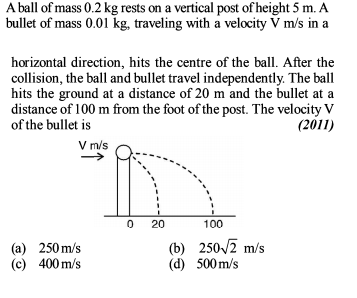 A ball of mass 0.2 kg rests on a vertical post of height 5 m. A
bullet of mass 0.01 kg, traveling with a velocity V m/s in a
horizontal direction, hits the centre of the ball. After the
collision, the ball and bullet travel independently. The ball
hits the ground at a distance of 20 m and the bullet at a
distance of 100 m from the foot of the post. The velocity V
of the bullet is (2011)
V m/s
0 20 100
(a) 250 m/s (b) 250√2 m/s
(c) 400 m/s (d) 500 m/s